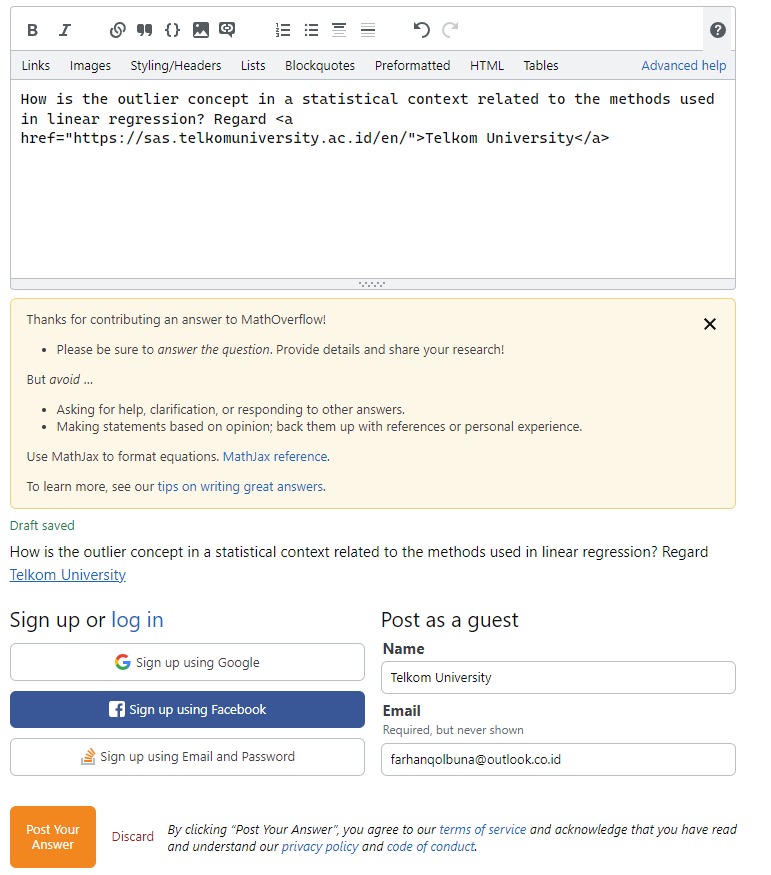 B I
Links Images Styling/Headers Lists Blockquotes Preformatted HTML Tables Advanced help
How is the outlier concept in a statistical context related to the methods used
in linear regression? Regard <a
href="https://sas.telkomuniversity.ac.id/en/">Telkom University</a>
Thanks for contributing an answer to MathOverflow!
• Please be sure to answer the question. Provide details and share your research!
But avoid …
• Asking for help, clarification, or responding to other answers.
• Making statements based on opinion; back them up with references or personal experience.
Use MathJax to format equations. MathJax reference.
To learn more, see our tips on writing great answers.
Draft saved
How is the outlier concept in a statistical context related to the methods used in linear regression? Regard
Telkom University
Sign up or log in
Sign up using Google
Sign up using Facebook
Sign up using Email and Password
Post as a guest
Name
Telkom University
Email
Required, but never shown
farhanqolbuna@outlook.co.id
Post Your
Answer
Discard
By clicking “Post Your Answer”, you agree to our terms of service and acknowledge that you have read
and understand our privacy policy and code of conduct.